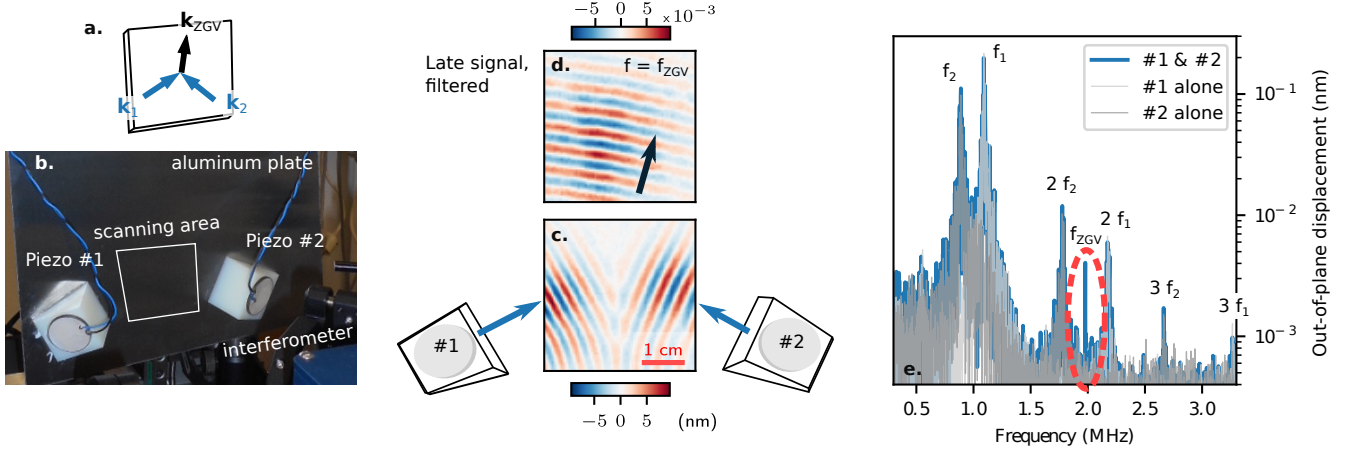 a.
k_ZGV
k_1
k_2
b.
aluminum plate
scanning area
Piezo #1
Piezo #2
interferometer
−5 0 5 ×10^−3
Late signal,
filtered
d.
f = f_ZGV
c.
1 cm
#1
#2
−5 0 5 (nm)
f_2
f_1
#1 & #2
#1 alone
#2 alone
2 f_2
f_ZGV
2 f_1
3 f_2
3 f_1
e.
10^−1
10^−2
10^−3
Out-of-plane displacement (nm)
0.5 1.0 1.5 2.0 2.5 3.0
Frequency (MHz)